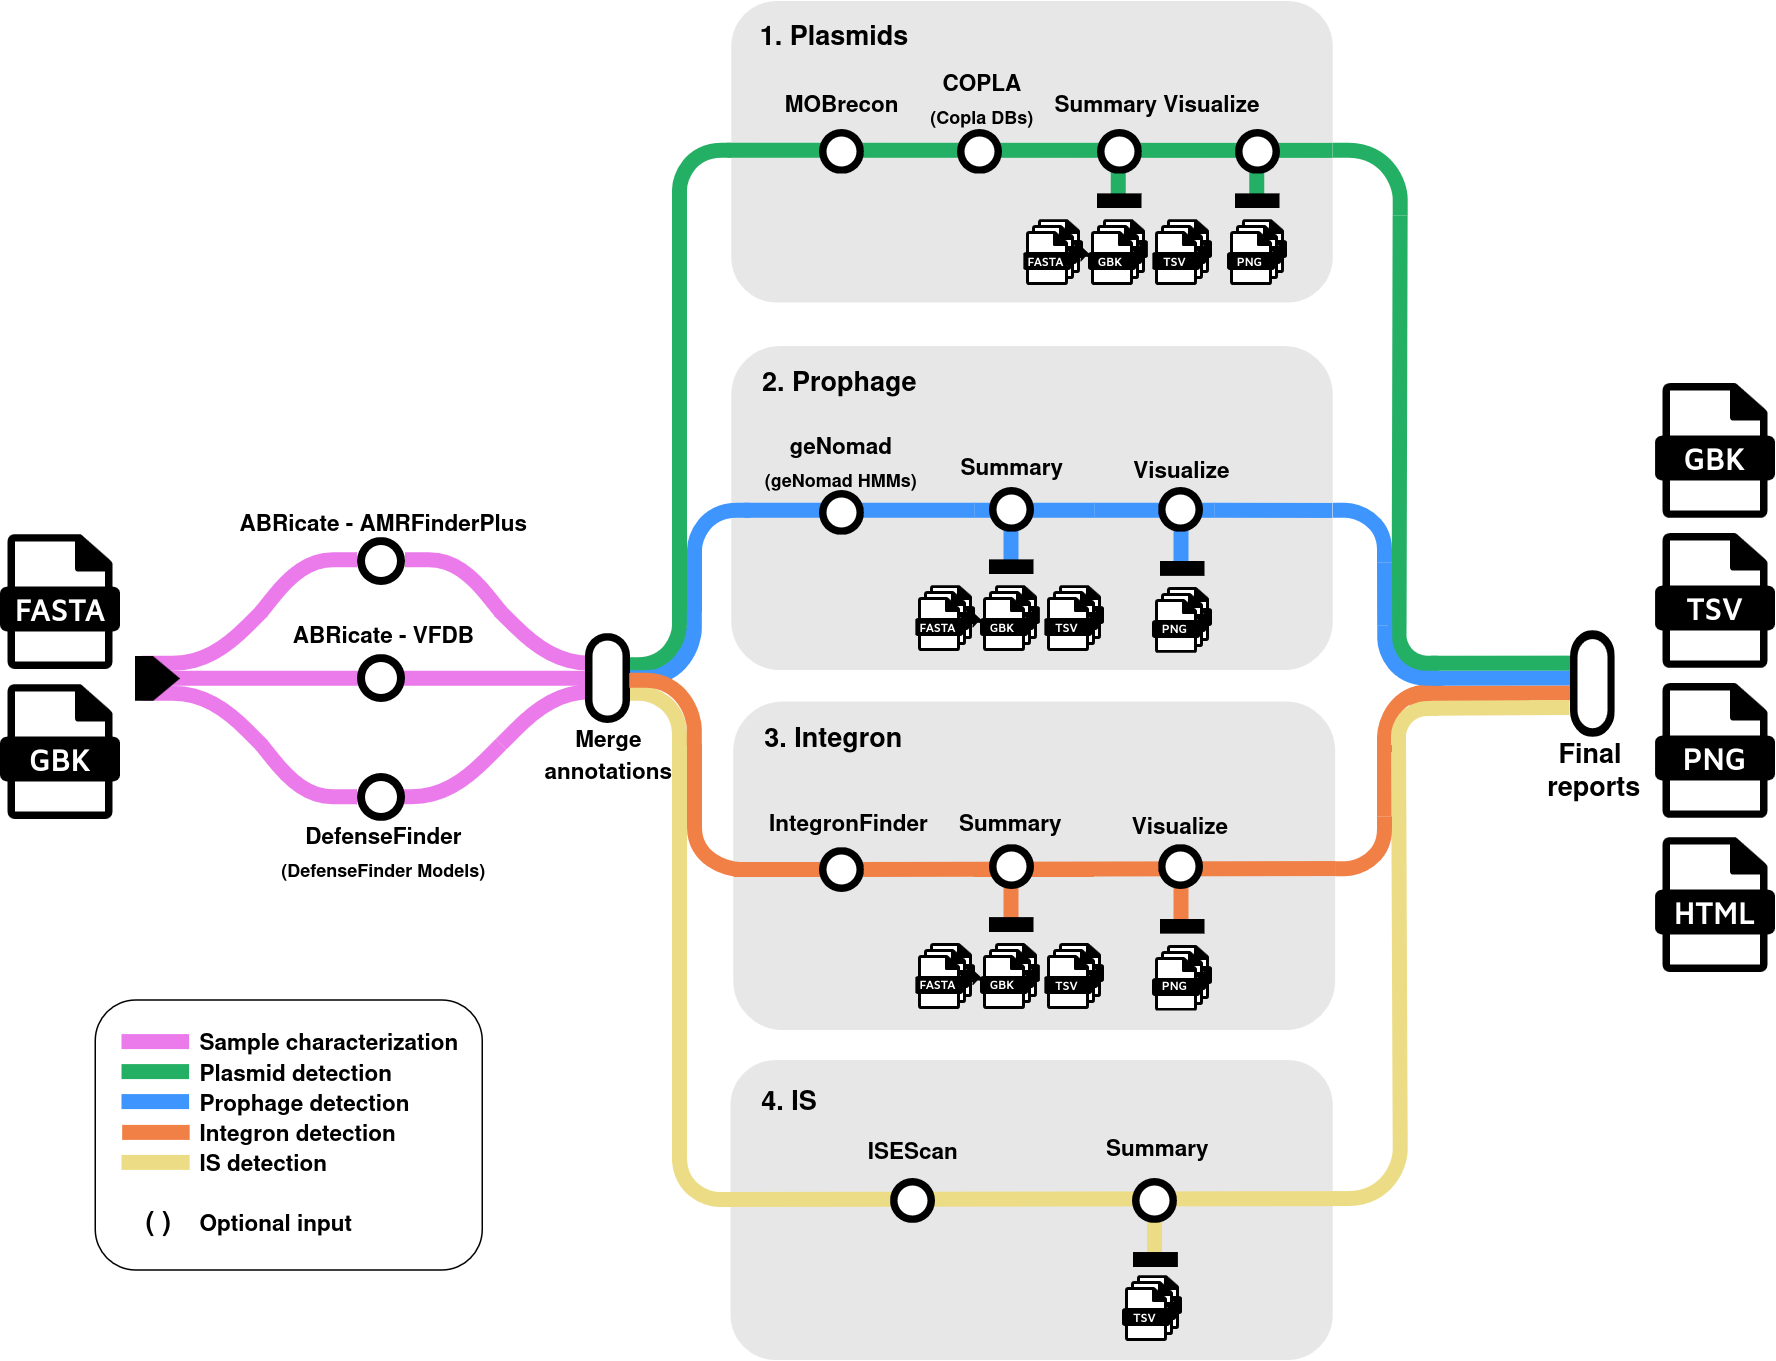 1. Plasmids
MOBrecon
COPLA
(Copla DBs)
Summary Visualize
FASTA
GBK
TSV
PNG
2. Prophage
geNomad
(geNomad HMMs)
Summary
Visualize
FASTA
GBK
TSV
PNG
FASTA
GBK
ABRicate - AMRFinderPlus
ABRicate - VFDB
DefenseFinder
(DefenseFinder Models)
Merge
annotations
3. Integron
IntegronFinder
Summary
Visualize
FASTA
GBK
TSV
PNG
4. IS
ISEScan
Summary
TSV
Final
reports
GBK
TSV
PNG
HTML
Sample characterization
Plasmid detection
Prophage detection
Integron detection
IS detection
( ) Optional input